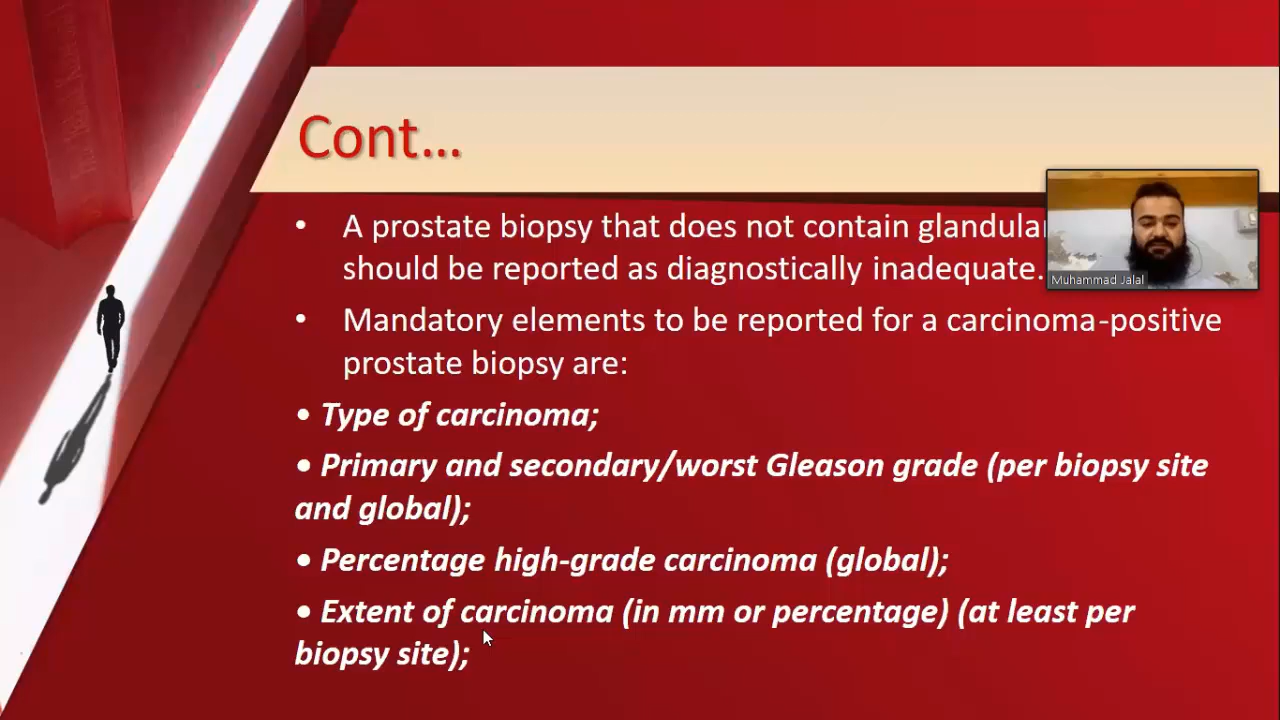 Cont...
• A prostate biopsy that does not contain glandular
should be reported as diagnostically inadequate.
Muhammad Jalal
• Mandatory elements to be reported for a carcinoma-positive
prostate biopsy are:
• Type of carcinoma;
• Primary and secondary/worst Gleason grade (per biopsy site
and global);
• Percentage high-grade carcinoma (global);
• Extent of carcinoma (in mm or percentage) (at least per
biopsy site);